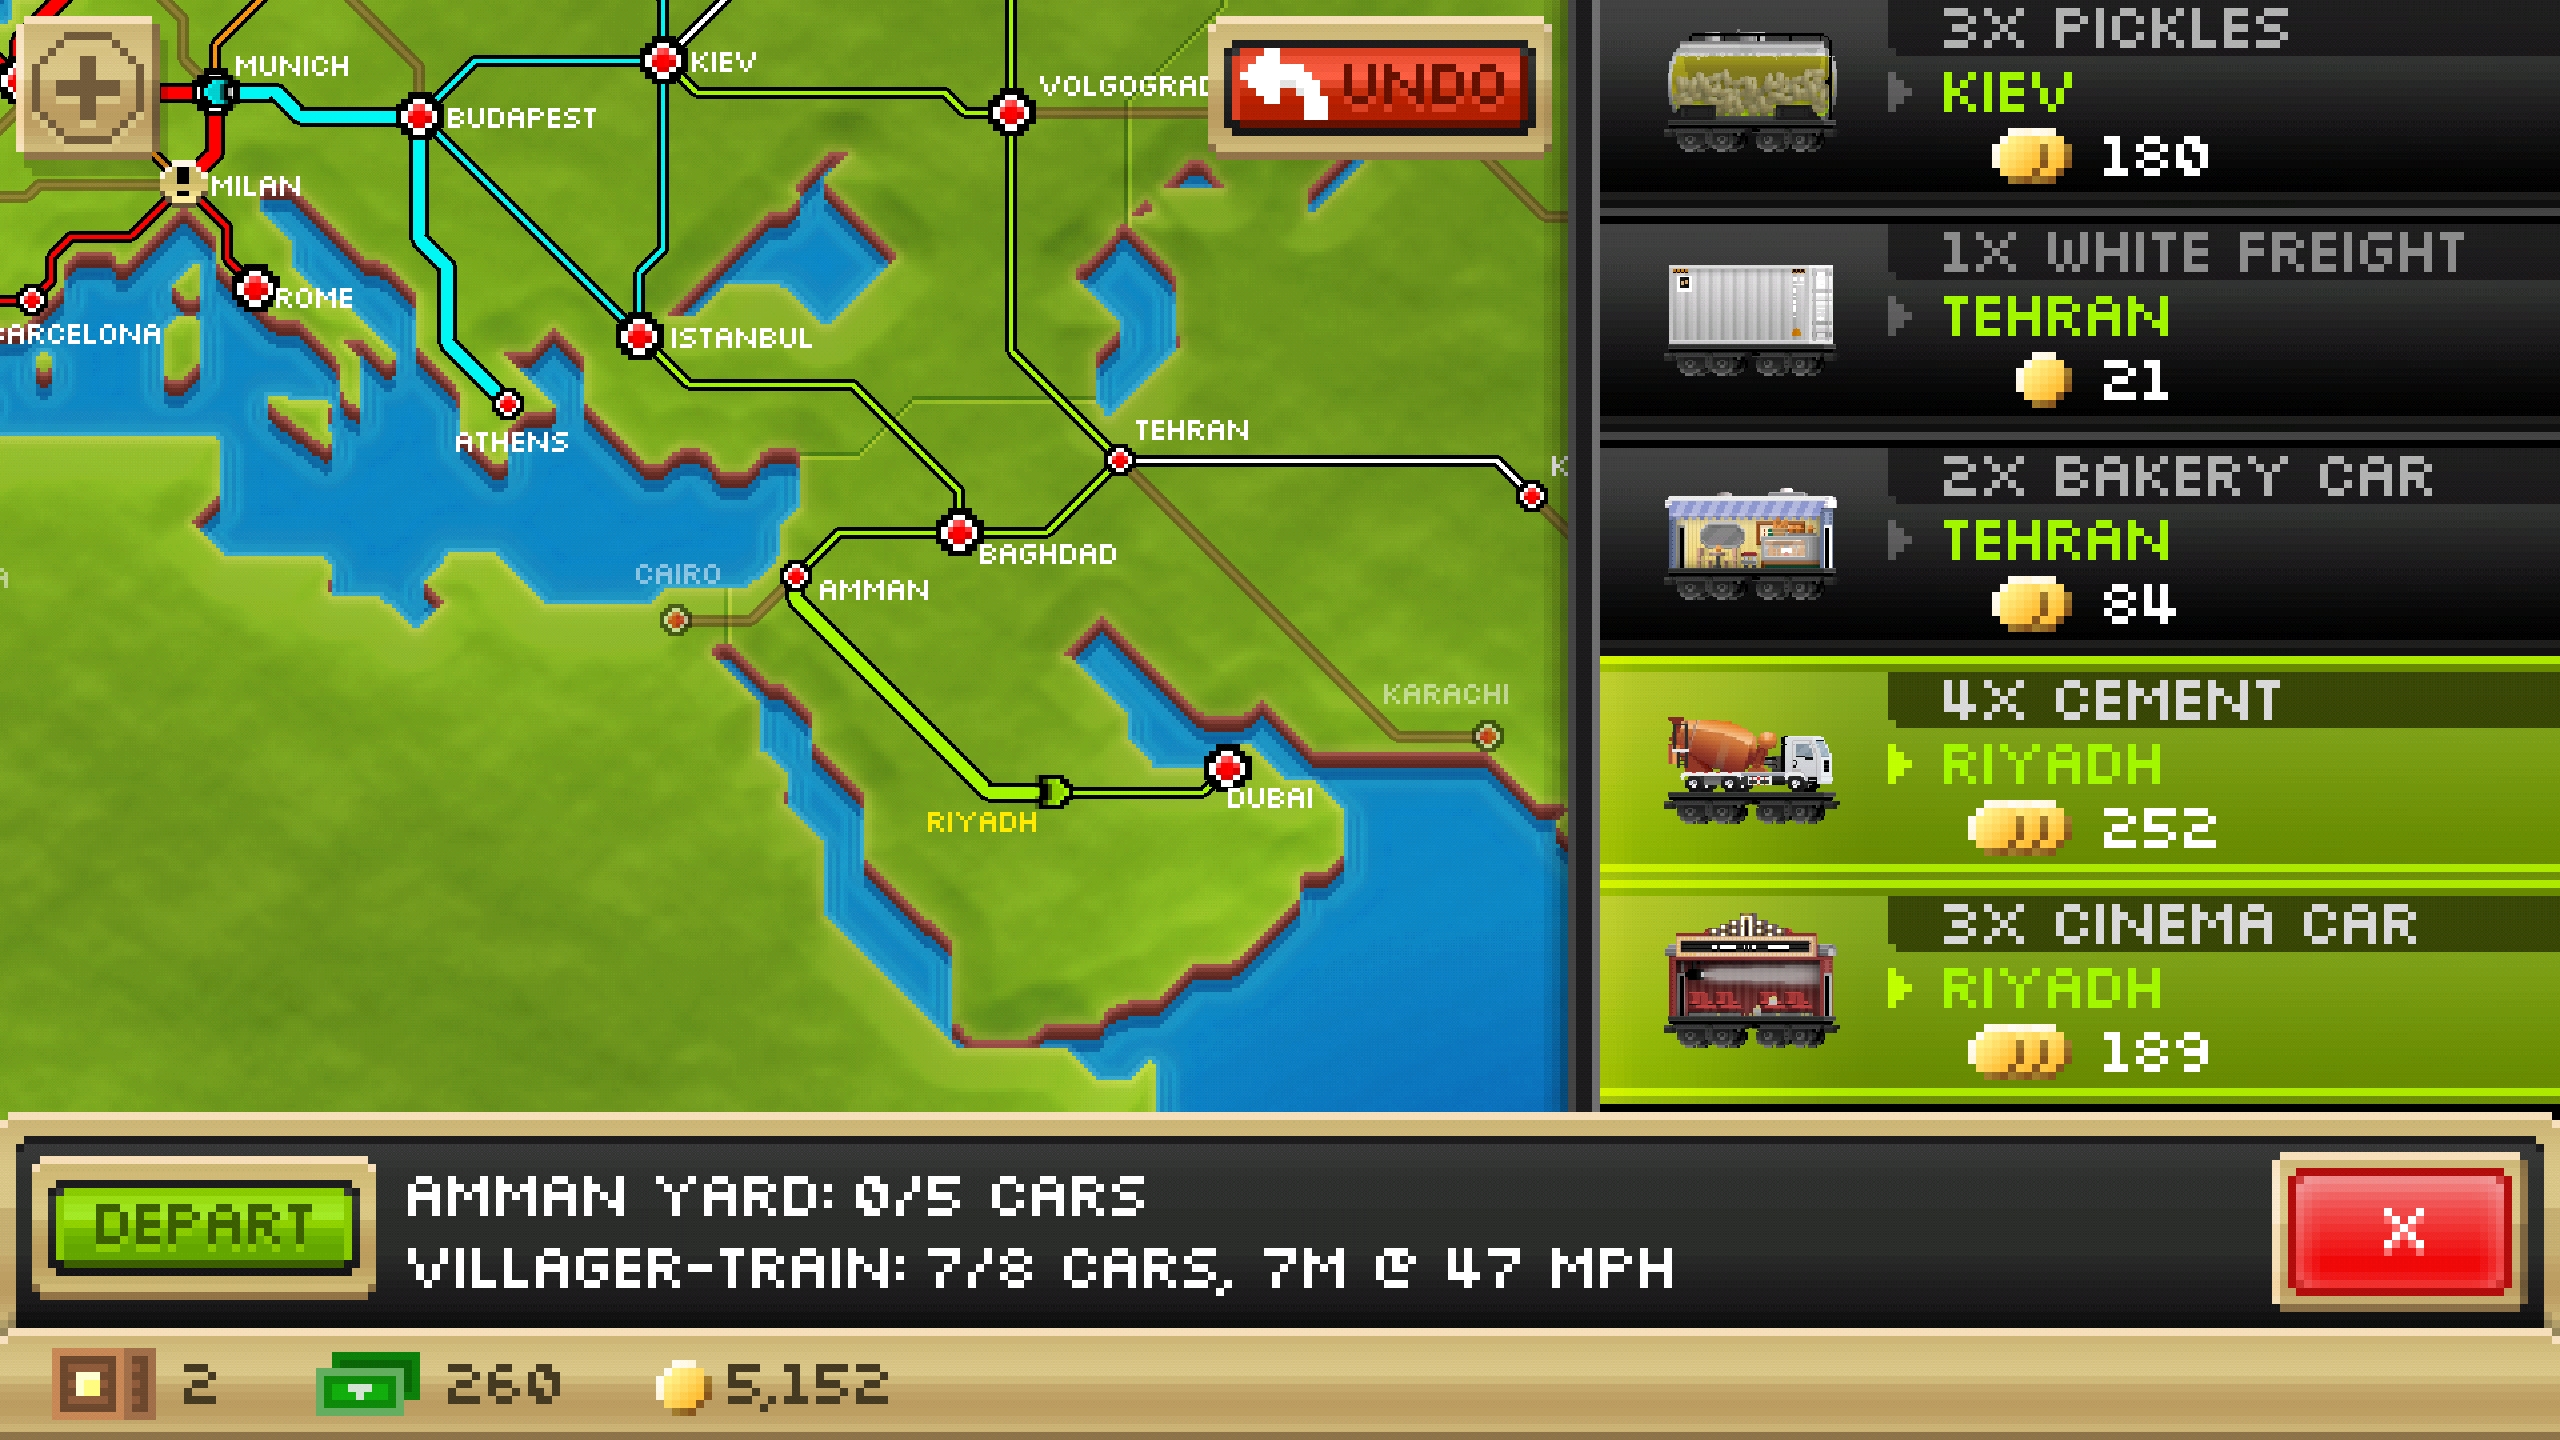 MUNICH
KIEV
VOLGOGRAD
UNDO
BUDAPEST
MILAN
ROME
BARCELONA
ISTANBUL
ATHENS
TEHRAN
K
BAGHDAD
CAIRO
AMMAN
KARACHI
DUBAI
RIYADH
3X PICKLES
KIEV
180
1X WHITE FREIGHT
TEHRAN
21
2X BAKERY CAR
TEHRAN
84
4X CEMENT
RIYADH
252
3X CINEMA CAR
RIYADH
189
DEPART
AMMAN YARD: 0/5 CARS
VILLAGER-TRAIN: 7/8 CARS, 7M @ 47 MPH
X
2
260
5,152